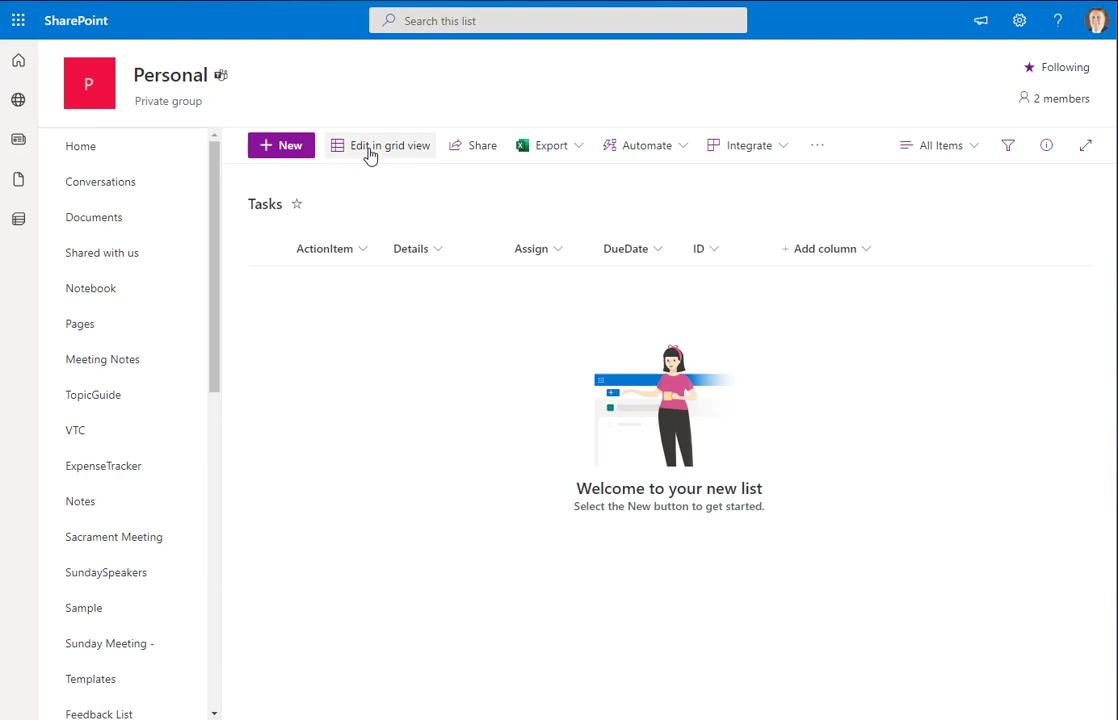 SharePoint
Search this list
P
Personal
Private group
Following
2 members
Home
Conversations
Documents
Shared with us
Notebook
Pages
Meeting Notes
TopicGuide
VTC
ExpenseTracker
Notes
Sacrament Meeting
SundaySpeakers
Sample
Sunday Meeting -
Templates
Feedback List
+ New
Edit in grid view
Share
Export
Automate
Integrate
···
All Items
Tasks
ActionItem
Details
Assign
DueDate
ID
+ Add column
Welcome to your new list
Select the New button to get started.